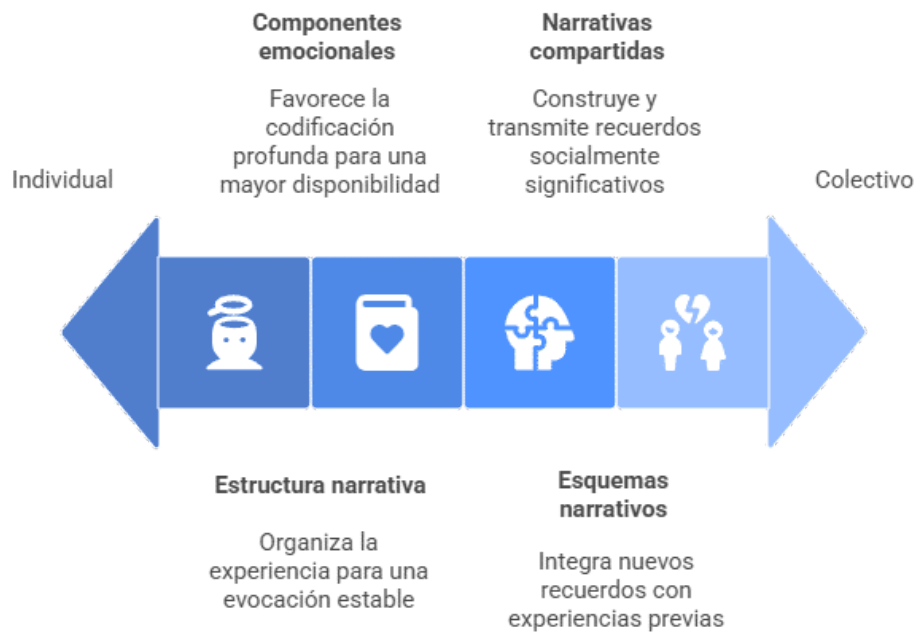 Componentes
emocionales
Favorece la
codificación
profunda para una
mayor disponibilidad
Narrativas
compartidas
Construye y
transmite recuerdos
socialmente
significativos
Individual
Colectivo
Estructura narrativa
Organiza la
experiencia para una
evocación estable
Esquemas
narrativos
Integra nuevos
recuerdos con
experiencias previas